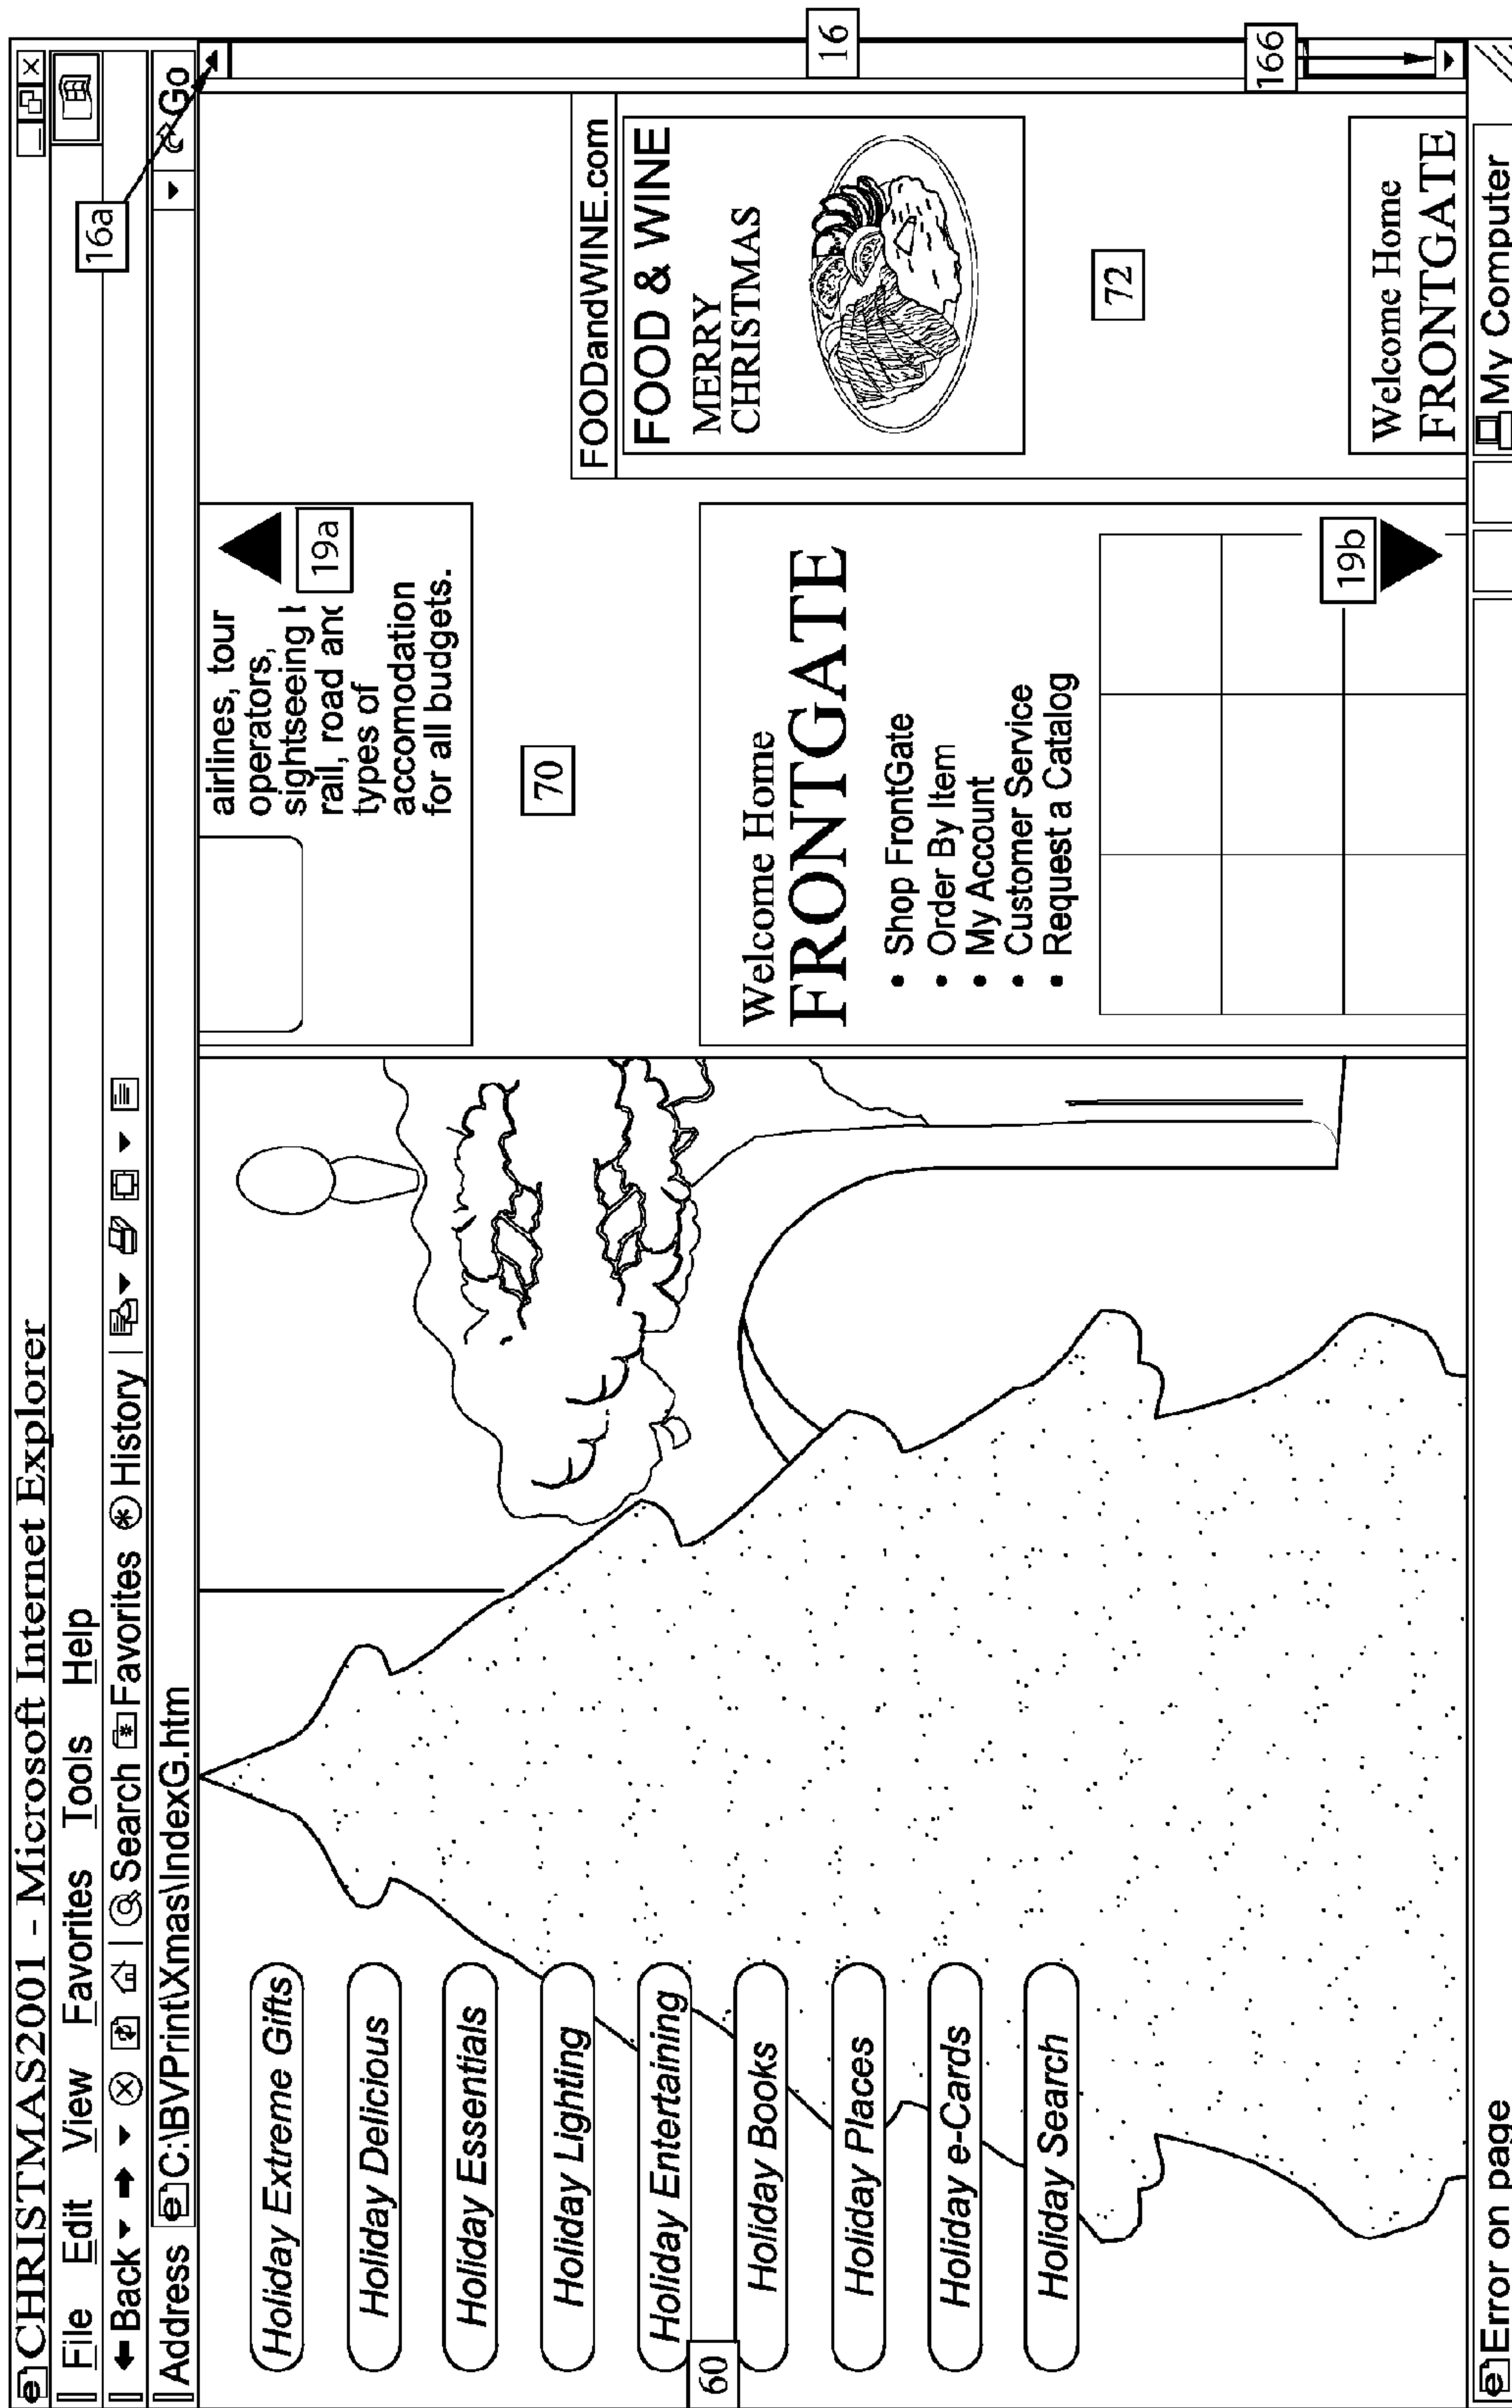 CHRISTMAS2001 - Microsoft Internet Explorer
File Edit View Favorites Tools Help
16a
Back Search Favorites History
Address C:\BVPrint\Xmas\IndexG.htm Go
Holiday Extreme Gifts
Holiday Delicious
Holiday Essentials
Holiday Lighting
Holiday Entertaining
60
Holiday Books
Holiday Places
Holiday e-Cards
Holiday Search
airlines, tour
operators,
sightseeing
rail, road and
types of
accomodation
for all budgets.
19a
70
Welcome Home
FRONTGATE
• Shop FrontGate
• Order By Item
• My Account
• Customer Service
• Request a Catalog
19b
FOODandWINE.com
FOOD & WINE
MERRY
CHRISTMAS
72
Welcome Home
FRONTGATE
16
166
Error on page My Computer